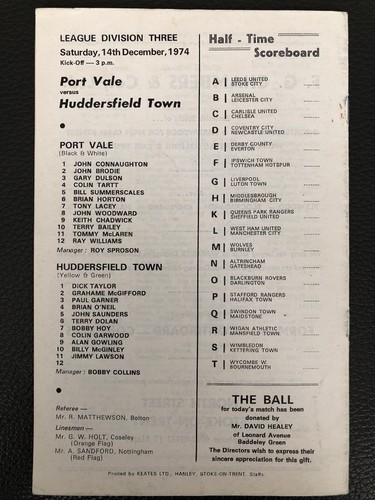 LEAGUE DIVISION THREE
Saturday, 14th December, 1974
Kick-Off — 3 p.m.
Port Vale
versus
Huddersfield Town
PORT VALE
(Black & White)
1 JOHN CONNAUGHTON
2 JOHN BRODIE
3 GARY DULSON
4 COLIN TARTT
5 BILL SUMMERSCALES
6 BRIAN HORTON
7 TONY LACEY
8 JOHN WOODWARD
9 KEITH CHADWICK
10 TERRY BAILEY
11 TOMMY McLAREN
12 RAY WILLIAMS
Manager: ROY SPROSON
HUDDERSFIELD TOWN
(Yellow & Green)
1 DICK TAYLOR
2 GRAHAME McGIFFORD
3 PAUL GARNER
4 BRIAN O'NEIL
5 JOHN SAUNDERS
6 TERRY DOLAN
7 BOBBY HOY
8 COLIN GARWOOD
9 ALAN GOWLING
10 BILLY McGINLEY
11 JIMMY LAWSON
12
Manager: BOBBY COLLINS
Referee —
Mr. R. MATTHEWSON, Bolton
Linesmen —
Mr. G. W. HOLT, Coseley
(Orange Flag)
Mr. A. SANDFORD, Nottingham
(Red Flag)
Half - Time
Scoreboard
A LEEDS UNITED
STOKE CITY
B ARSENAL
LEICESTER CITY
C CARLISLE UNITED
CHELSEA
D COVENTRY CITY
NEWCASTLE UNITED
E DERBY COUNTY
EVERTON
F IPSWICH TOWN
TOTTENHAM HOTSPUR
G LIVERPOOL
LUTON TOWN
H MIDDLESBROUGH
BIRMINGHAM CITY
K QUEENS PARK RANGERS
SHEFFIELD UNITED
L WEST HAM UNITED
MANCHESTER CITY
M WOLVES
BURNLEY
N ALTRINCHAM
GATESHEAD
O BLACKBURN ROVERS
DARLINGTON
P STAFFORD RANGERS
HALIFAX TOWN
Q SWINDON TOWN
MAIDSTONE
R WIGAN ATHLETIC
MANSFIELD TOWN
S WIMBLEDON
KETTERING TOWN
T WYCOMBE W.
BOURNEMOUTH
THE BALL
for today's match has been
donated by
Mr. DAVID HEALEY
of Leonard Avenue
Baddeley Green
The Directors wish to express their
sincere appreciation for this gift.
Printed by KEATES LTD., HANLEY, STOKE-ON-TRENT, Staffs.